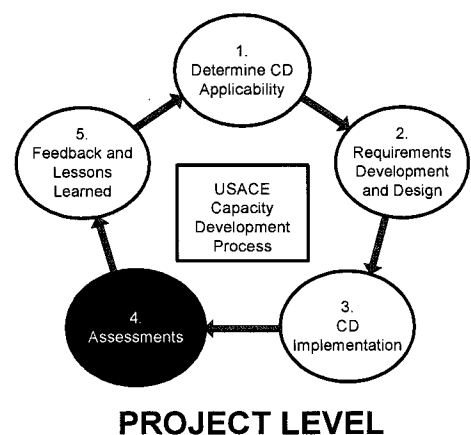 1.
Determine CD
Applicability
2.
Requirements
Development
and Design
3.
CD
Implementation
4.
Assessments
5.
Feedback and
Lessons
Learned
USACE
Capacity
Development
Process
PROJECT LEVEL